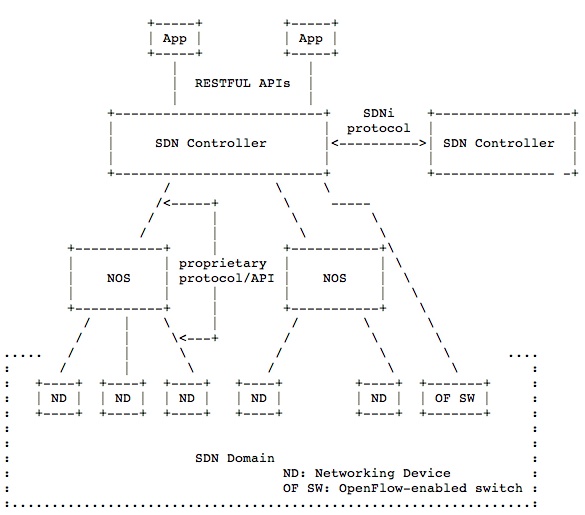 App App
RESTFUL APIs
SDNi
protocol
SDN Controller SDN Controller
proprietary
NOS protocol/API NOS
ND ND ND ND ND OF SW
SDN Domain
ND: Networking Device
OF SW: OpenFlow-enabled switch